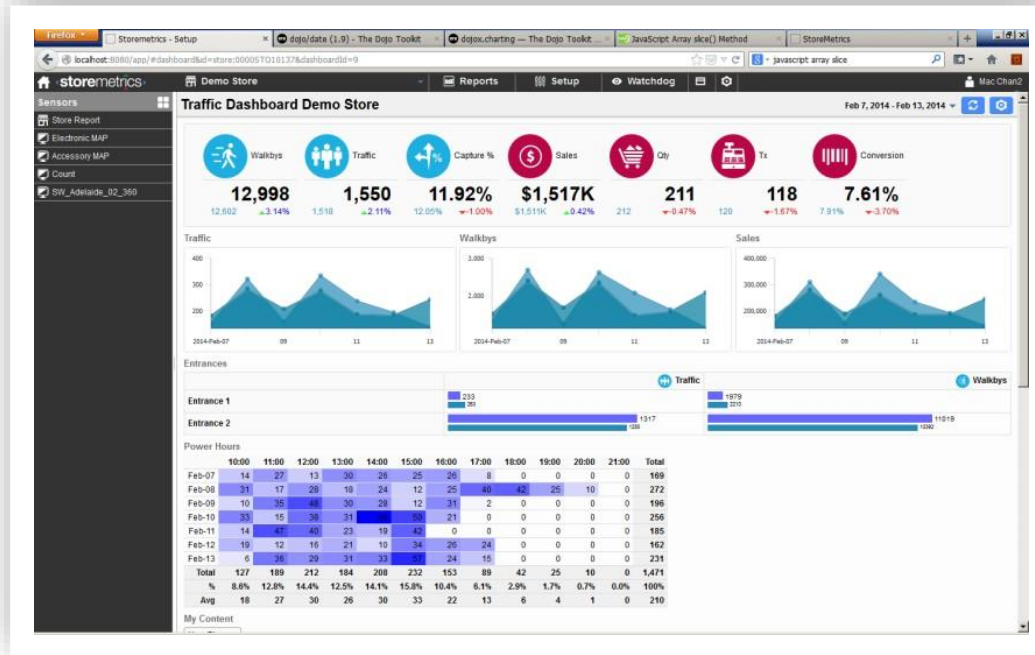 Firefox
Storemetrics - Setup
dojo/date (1.9) - The Dojo Toolkit
dojox.charting — The Dojo Toolkit ...
JavaScript Array slice() Method
StoreMetrics
localhost:8080/app/#dashboard&id=store:00005TO10137&dashboardId=9
javascript array slice
storemetrics
Demo Store
Reports
Setup
Watchdog
Mac Chan2
Sensors
Store Report
Electronic MAP
Accessory MAP
Count
SW_Adelaide_02_360
Traffic Dashboard Demo Store
Feb 7, 2014 - Feb 13, 2014
Walkbys Traffic Capture % Sales Qty Tx Conversion
12,998 1,550 11.92% $1,517K 211 118 7.61%
12,602 3.14% 1,518 2.11% 12.05% -1.00% $1,511K 0.42% 212 -0.47% 120 -1.67% 7.91% -3.70%
Traffic Walkbys Sales
400 3,000 400,000
300 300,000
200 2,000 200,000
2014-Feb-07 09 11 13 2014-Feb-07 09 11 13 2014-Feb-07 09 11 13
Entrances
Traffic Walkbys
Entrance 1 233 1979
263 2210
Entrance 2 1317 11019
10392
Power Hours
10:00 11:00 12:00 13:00 14:00 15:00 16:00 17:00 18:00 19:00 20:00 21:00 Total
Feb-07 14 27 13 30 26 25 26 8 0 0 0 0 169
Feb-08 31 17 28 18 24 12 25 40 42 25 10 0 272
Feb-09 10 35 48 30 28 12 31 2 0 0 0 0 196
Feb-10 33 15 38 31 50 21 0 0 0 0 0 256
Feb-11 14 47 40 23 19 42 0 0 0 0 0 0 185
Feb-12 19 12 16 21 10 34 26 24 0 0 0 0 162
Feb-13 6 36 29 31 33 57 24 15 0 0 0 0 231
Total 127 189 212 184 208 232 153 89 42 25 10 0 1,471
% 8.6% 12.8% 14.4% 12.5% 14.1% 15.8% 10.4% 6.1% 2.9% 1.7% 0.7% 0.0% 100%
Avg 18 27 30 26 30 33 22 13 6 4 1 0 210
My Content